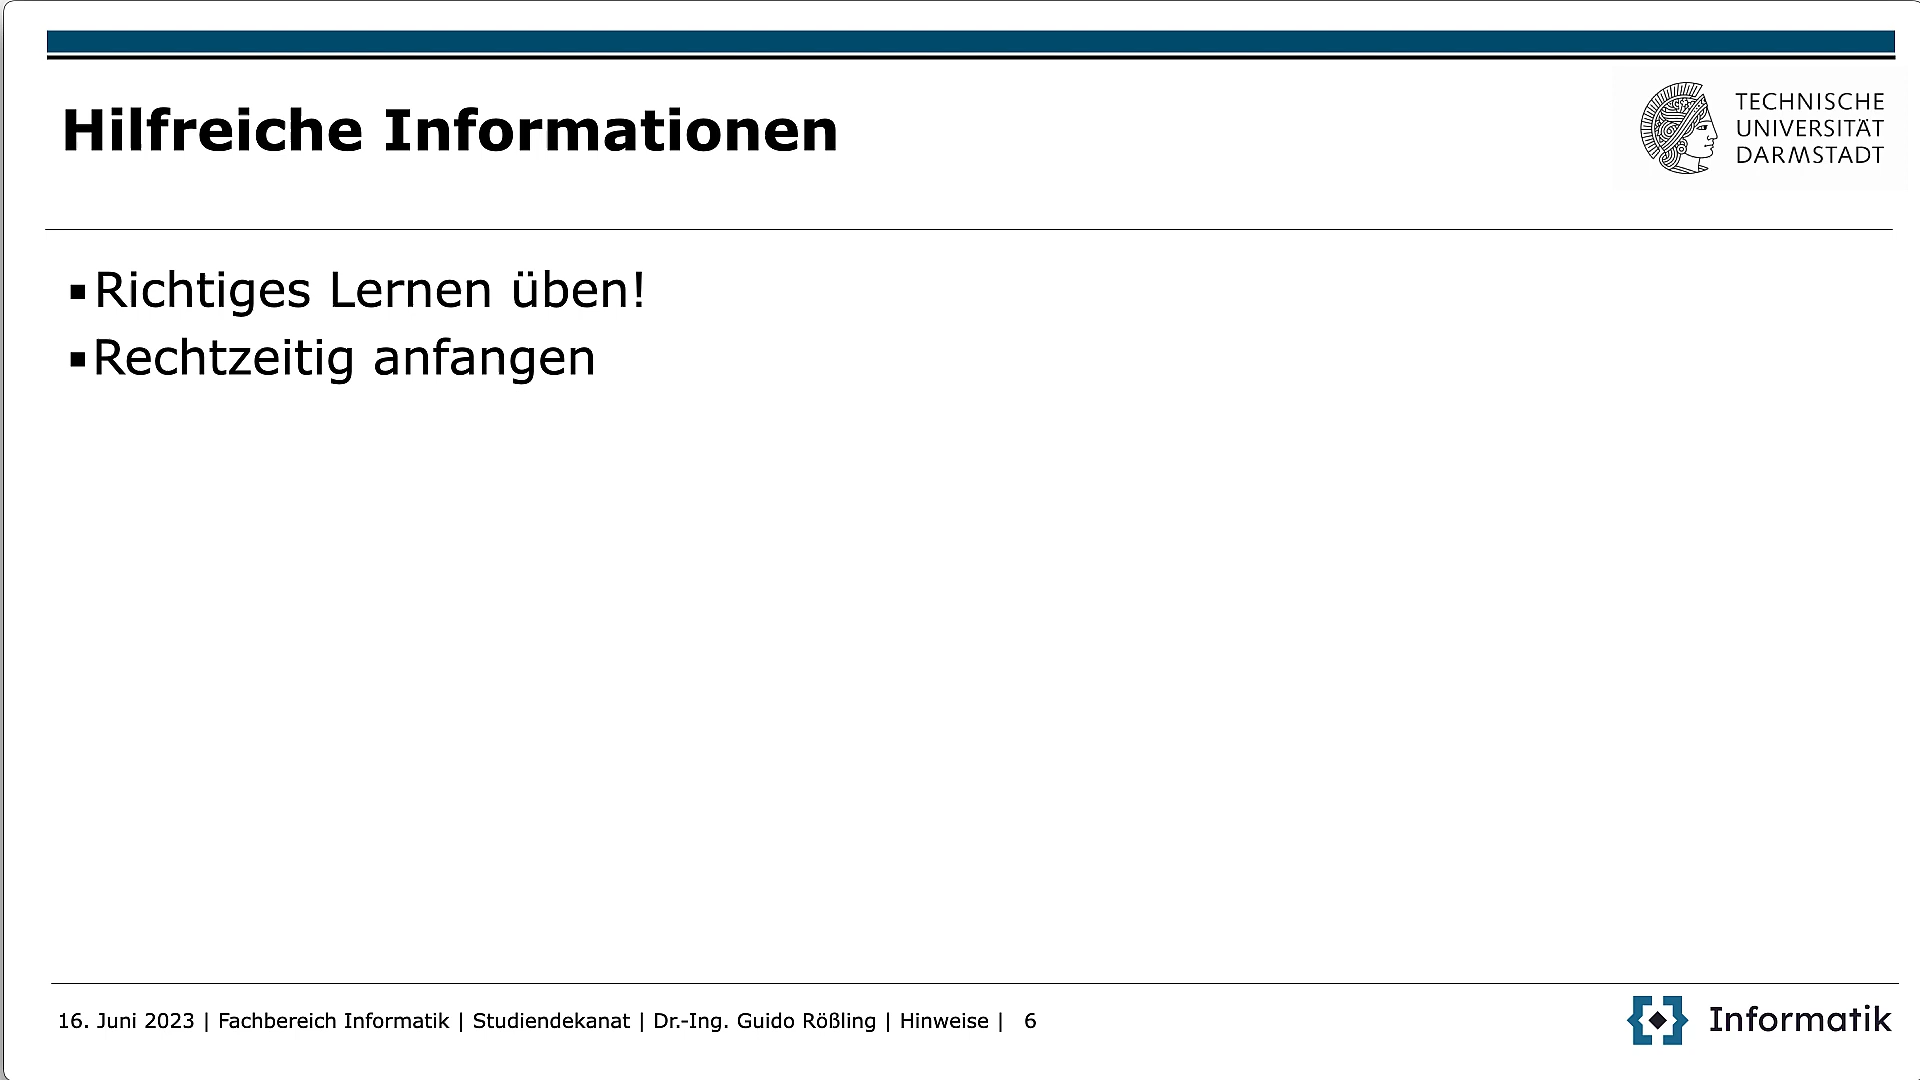 Hilfreiche Informationen
TECHNISCHE
UNIVERSITÄT
DARMSTADT
▪Richtiges Lernen üben!
▪Rechtzeitig anfangen
16. Juni 2023 | Fachbereich Informatik | Studiendekanat | Dr.-Ing. Guido Rößling | Hinweise | 6
Informatik